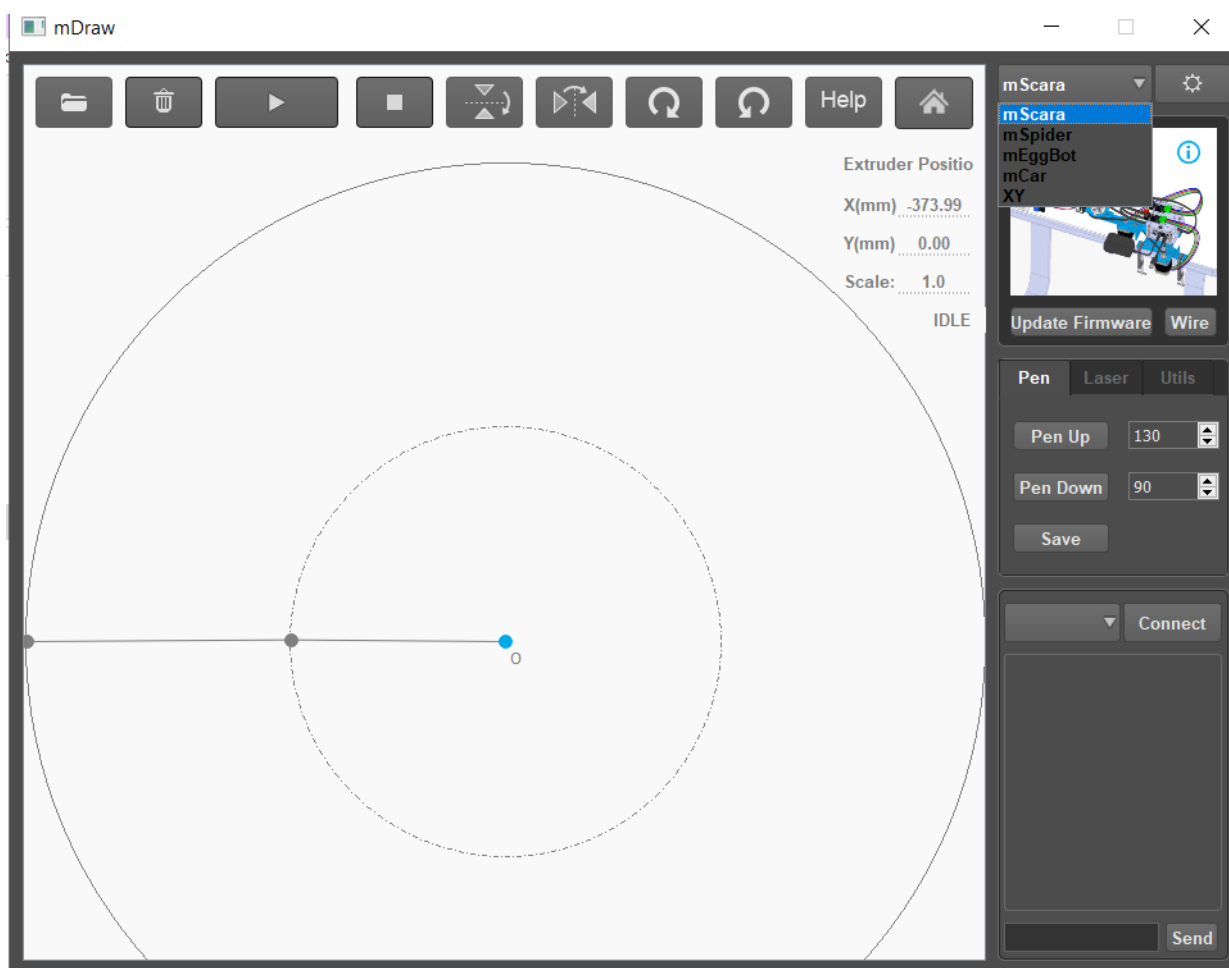 mDraw
Help
Extruder Positio
X(mm) -373.99
Y(mm) 0.00
Scale: 1.0
IDLE
O
mScara
mScara
mSpider
mEggBot
mCar
XY
Update Firmware Wire
Pen Laser Utils
Pen Up 130
Pen Down 90
Save
Connect
Send